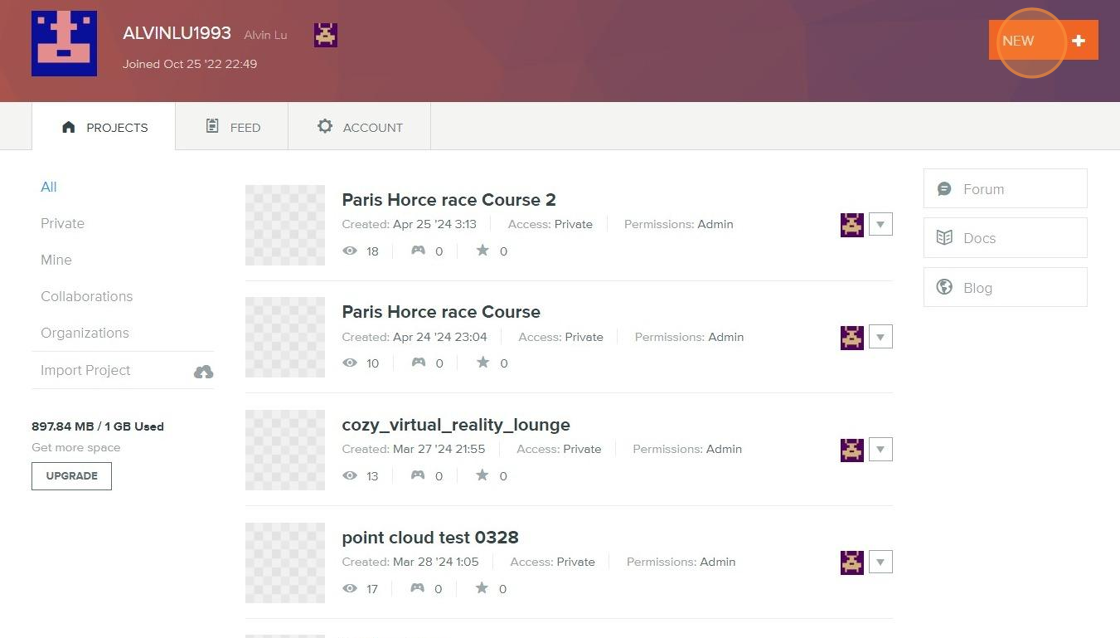 ALVINLU1993 Alvin Lu
Joined Oct 25 '22 22:49
NEW
PROJECTS
FEED
ACCOUNT
All
Private
Mine
Collaborations
Organizations
Import Project
897.84 MB / 1 GB Used
Get more space
UPGRADE
Paris Horce race Course 2
Created: Apr 25 '24 3:13 Access: Private Permissions: Admin
18 0 0
Paris Horce race Course
Created: Apr 24 '24 23:04 Access: Private Permissions: Admin
10 0 0
cozy_virtual_reality_lounge
Created: Mar 27 '24 21:55 Access: Private Permissions: Admin
13 0 0
point cloud test 0328
Created: Mar 28 '24 1:05 Access: Private Permissions: Admin
17 0 0
Forum
Docs
Blog